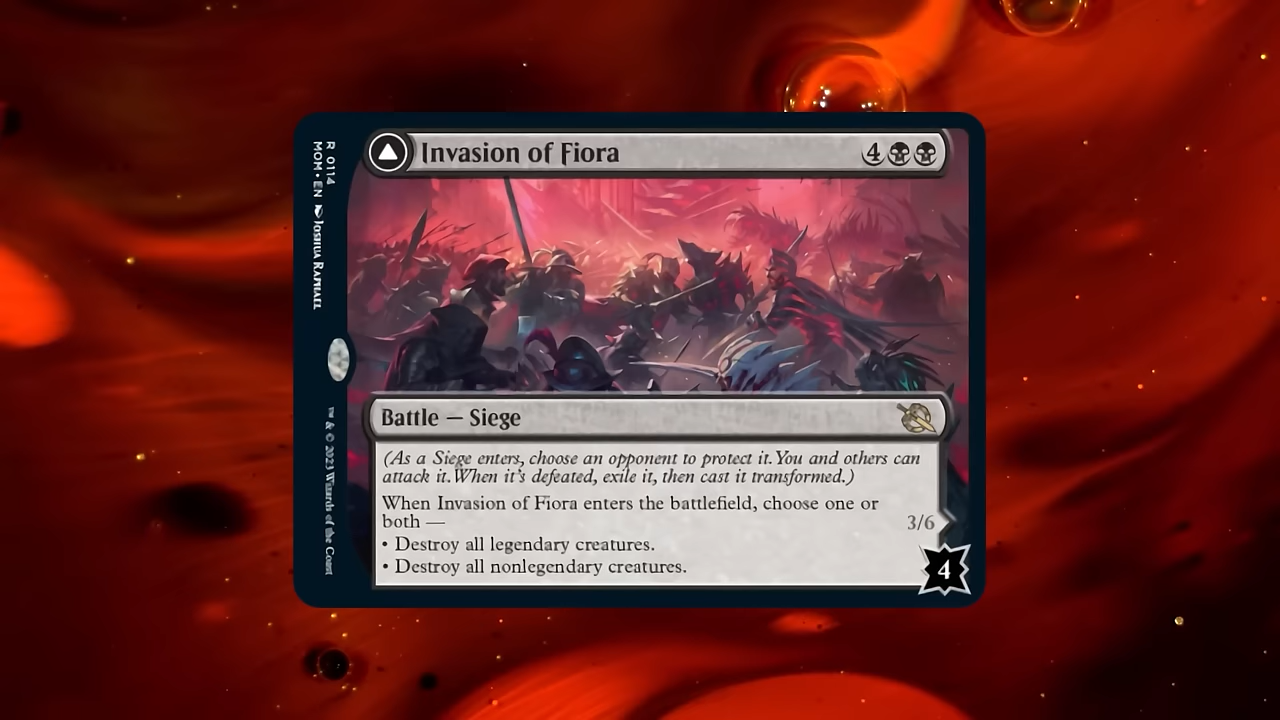 Invasion of Fiora
4
Battle — Siege
(As a Siege enters, choose an opponent to protect it. You and others can
attack it. When it's defeated, exile it, then cast it transformed.)
When Invasion of Fiora enters the battlefield, choose one or
both —
• Destroy all legendary creatures.
• Destroy all nonlegendary creatures.
3/6
4
R 0114
MOM • EN Joshua Raphael
™ & © 2023 Wizards of the Coast